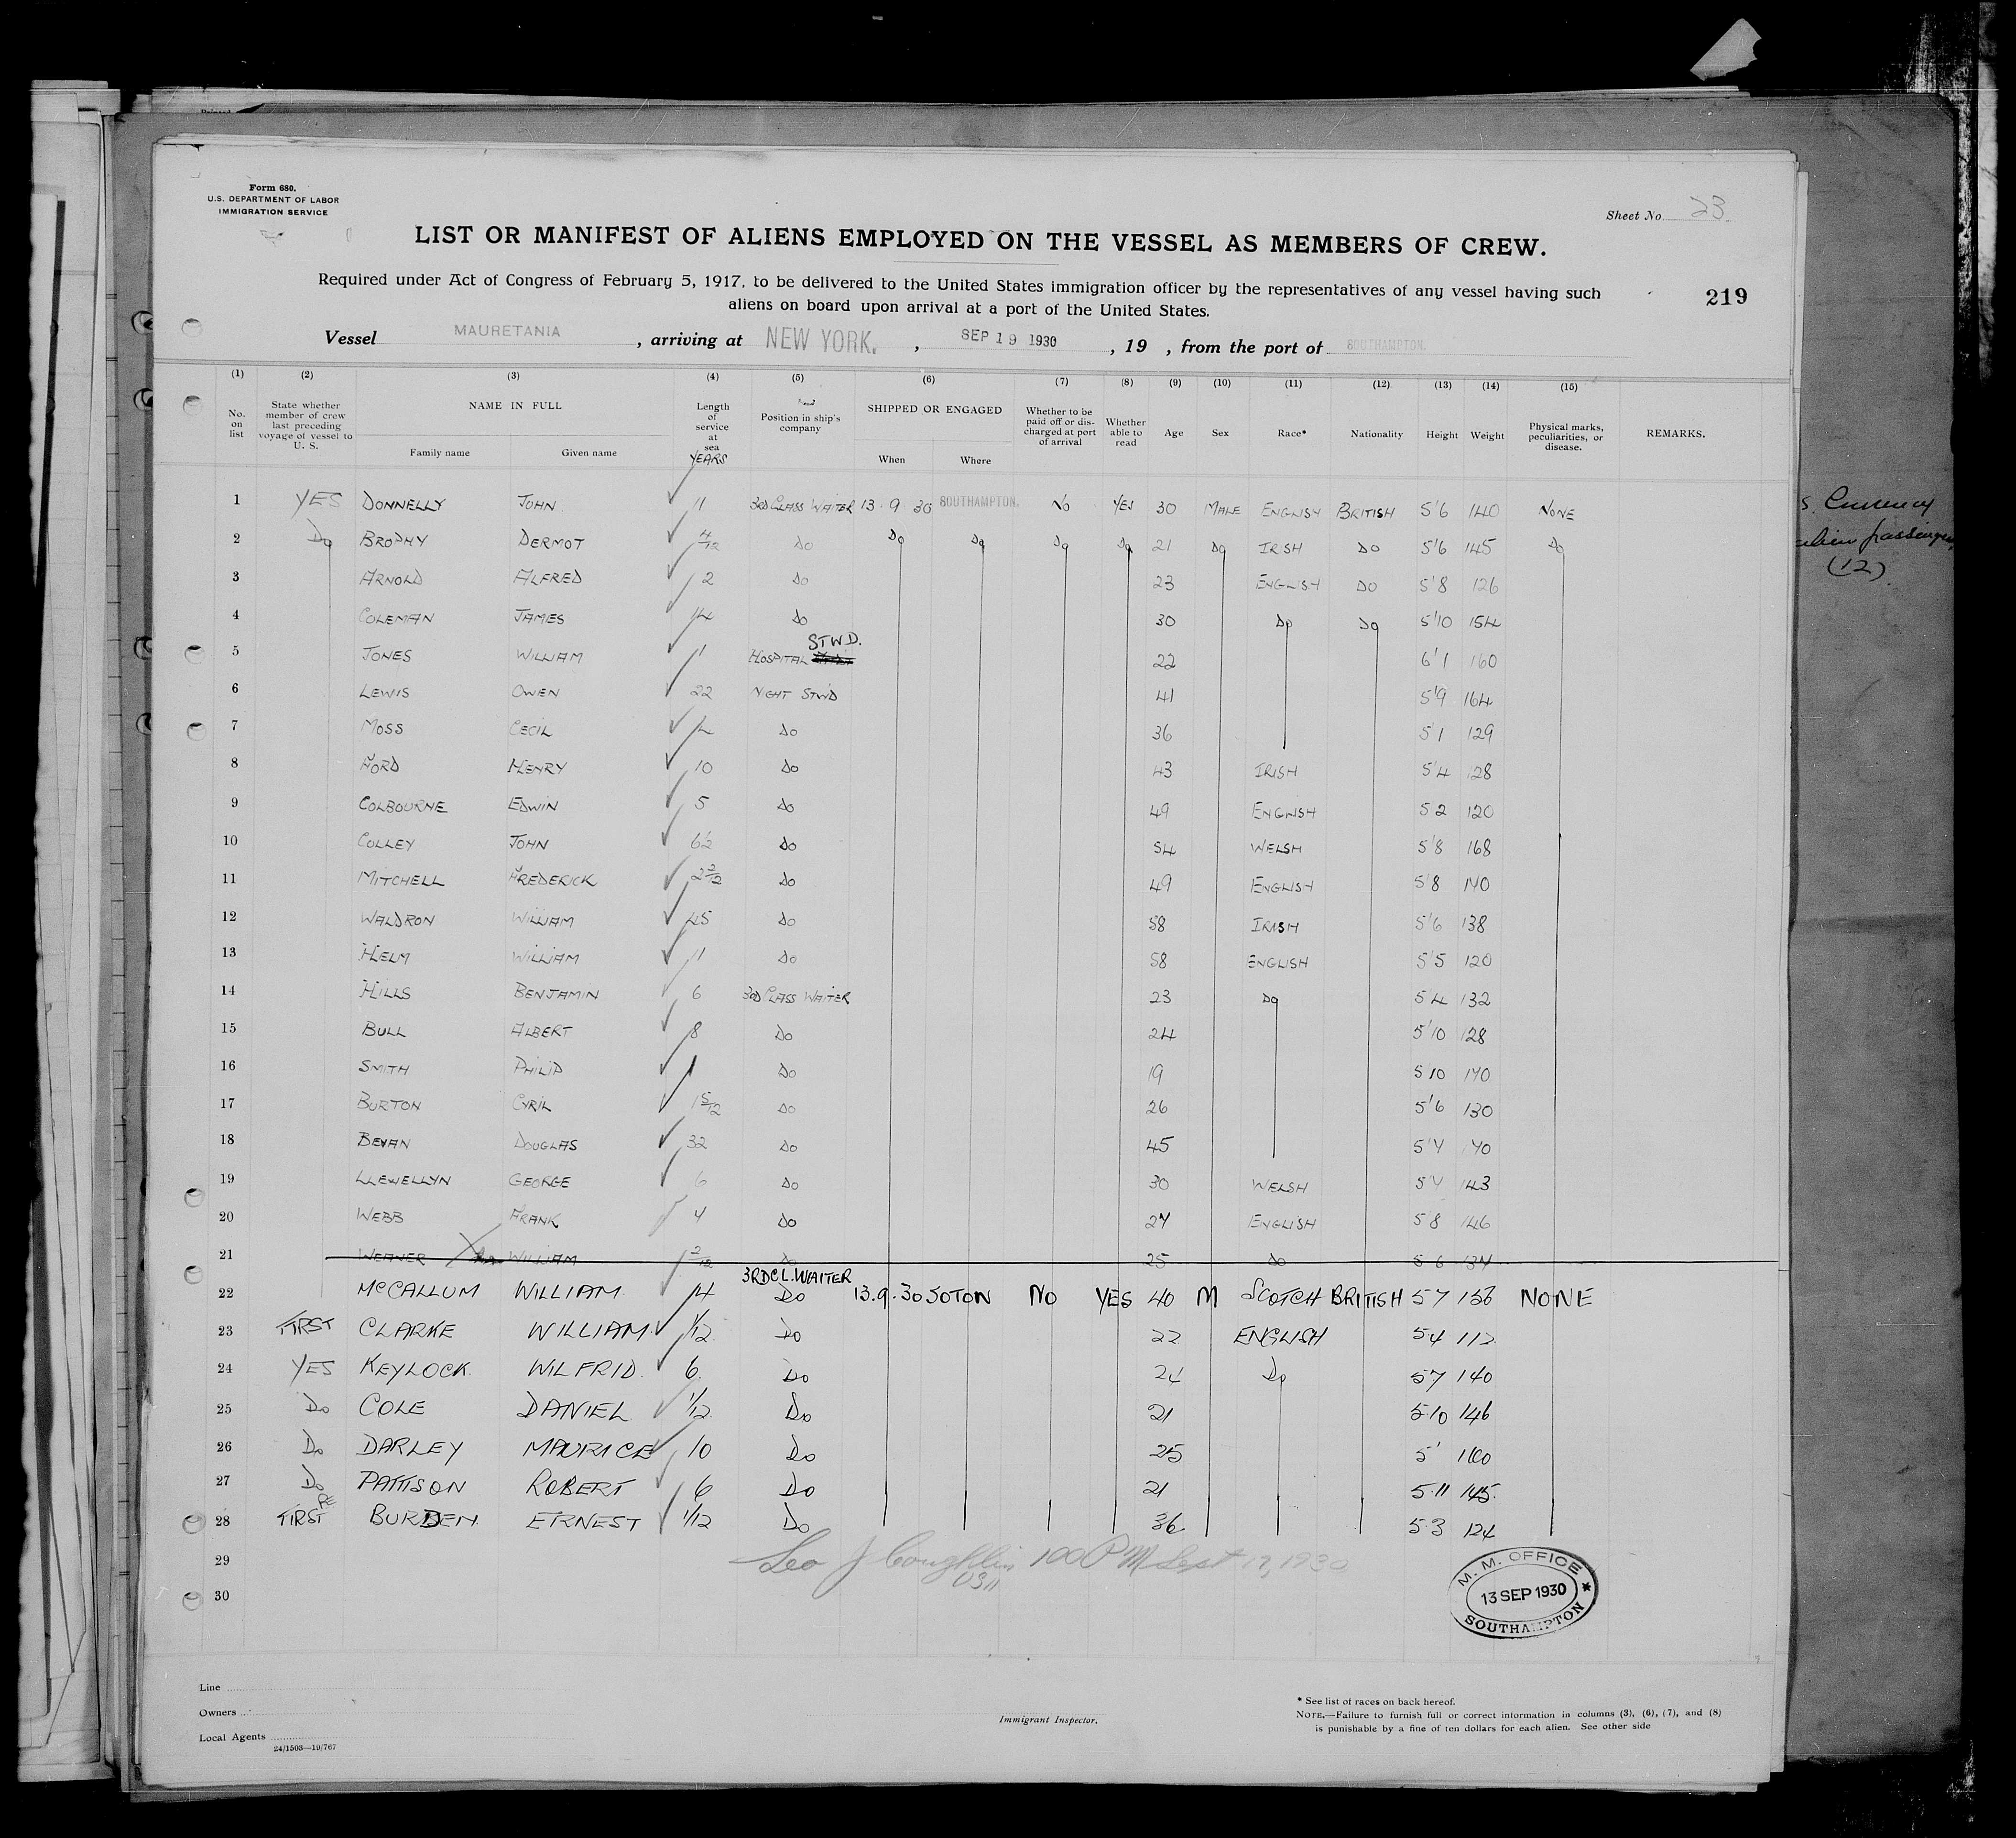 Form 680.
U.S. DEPARTMENT OF LABOR
IMMIGRATION SERVICE
Sheet No. 23.
LIST OR MANIFEST OF ALIENS EMPLOYED ON THE VESSEL AS MEMBERS OF CREW.
Required under Act of Congress of February 5, 1917, to be delivered to the United States immigration officer by the representatives of any vessel having such
aliens on board upon arrival at a port of the United States.
219
Vessel MAURETANIA, arriving at NEW YORK., SEP 19 1930, 19 , from the port of SOUTHAMPTON.
(1) (2) (3) (4) (5) (6) (7) (8) (9) (10) (11) (12) (13) (14) (15)
No. on list State whether member of crew last preceding voyage of vessel to U. S. NAME IN FULL Family name Given name Length of service at sea YEARS Position in ship's company SHIPPED OR ENGAGED When Where Whether to be paid off or discharged at port of arrival Whether able to read Age Sex Race* Nationality Height Weight Physical marks, peculiarities, or disease. REMARKS.
1 YES DONNELLY JOHN 11 3RD CLASS WAITER 13.9.30 SOUTHAMPTON. NO YES 30 MALE ENGLISH BRITISH 5'6 140 NONE
2 Do BROPHY DERMOT 4/12 Do Do Do Do Do 21 Do IRISH Do 5'6 145 Do
3 ARNOLD ALFRED 2 Do 23 ENGLISH Do 5'8 126
4 COLEMAN JAMES 14 Do 30 Do Do 5'10 154
5 JONES WILLIAM 1 HOSPITAL STWD. 22 6'1 160
6 LEWIS OWEN 22 NIGHT STWD 41 5'9 164
7 MOSS CECIL Do 36 5'1 129
8 FORD HENRY 10 Do 43 IRISH 5'4 128
9 COLBOURNE EDWIN 5 Do 49 ENGLISH 5 2 120
10 COLLEY JOHN 6½ Do 54 WELSH 5'8 168
11 MITCHELL FREDERICK Do 49 ENGLISH 5'8 140
12 WALDRON WILLIAM 45 Do 58 IRISH 5'6 138
13 HELM WILLIAM 11 Do 58 ENGLISH 5'5 120
14 HILLS BENJAMIN 6 3RD CLASS WAITER 23 Do 5 4 132
15 BULL ALBERT 8 Do 24 5'10 128
16 SMITH PHILIP 1 Do 19 5 10 140
17 BURTON CYRIL 1 5/12 Do 26 5'6 130
18 BEVAN DOUGLAS 32 Do 45 5'7 140
19 LLEWELLYN GEORGE 6 Do 30 WELSH 5'7 143
20 WEBB FRANK 4 Do 27 ENGLISH 5'8 146
21 WEAVER WILLIAM 2/12 Do 25 Do 5 6 134
22 McCALLUM WILLIAM 14 3RD CL. WAITER Do 13.9.30 SOTON NO YES 40 M SCOTCH BRITISH 5 7 NONE
23 FIRST CLARKE WILLIAM 1/12 Do 22 ENGLISH 5 4 112
24 YES KEYLOCK WILFRID 6 Do 24 Do 5 7 140
25 Do COLE DANIEL 1/12 Do 21 5.10 146
26 Do DARLEY MAURICE 10 Do 25 5' 160
27 Do PATTISON ROBERT 6 Do 21 5.11 145
28 FIRST BURDEN ERNEST 1/12 Do 36 5.3 124
29 Leo J Coughlin 100 PM Sept 19, 1930
30
M. M. OFFICE
13 SEP 1930
SOUTHAMPTON
Line
Owners
Local Agents
24/1503—19/767
Immigrant Inspector.
* See list of races on back hereof.
NOTE.—Failure to furnish full or correct information in columns (3), (6), (7), and (8)
is punishable by a fine of ten dollars for each alien. See other side
S. Currency
alien passengers
(12)